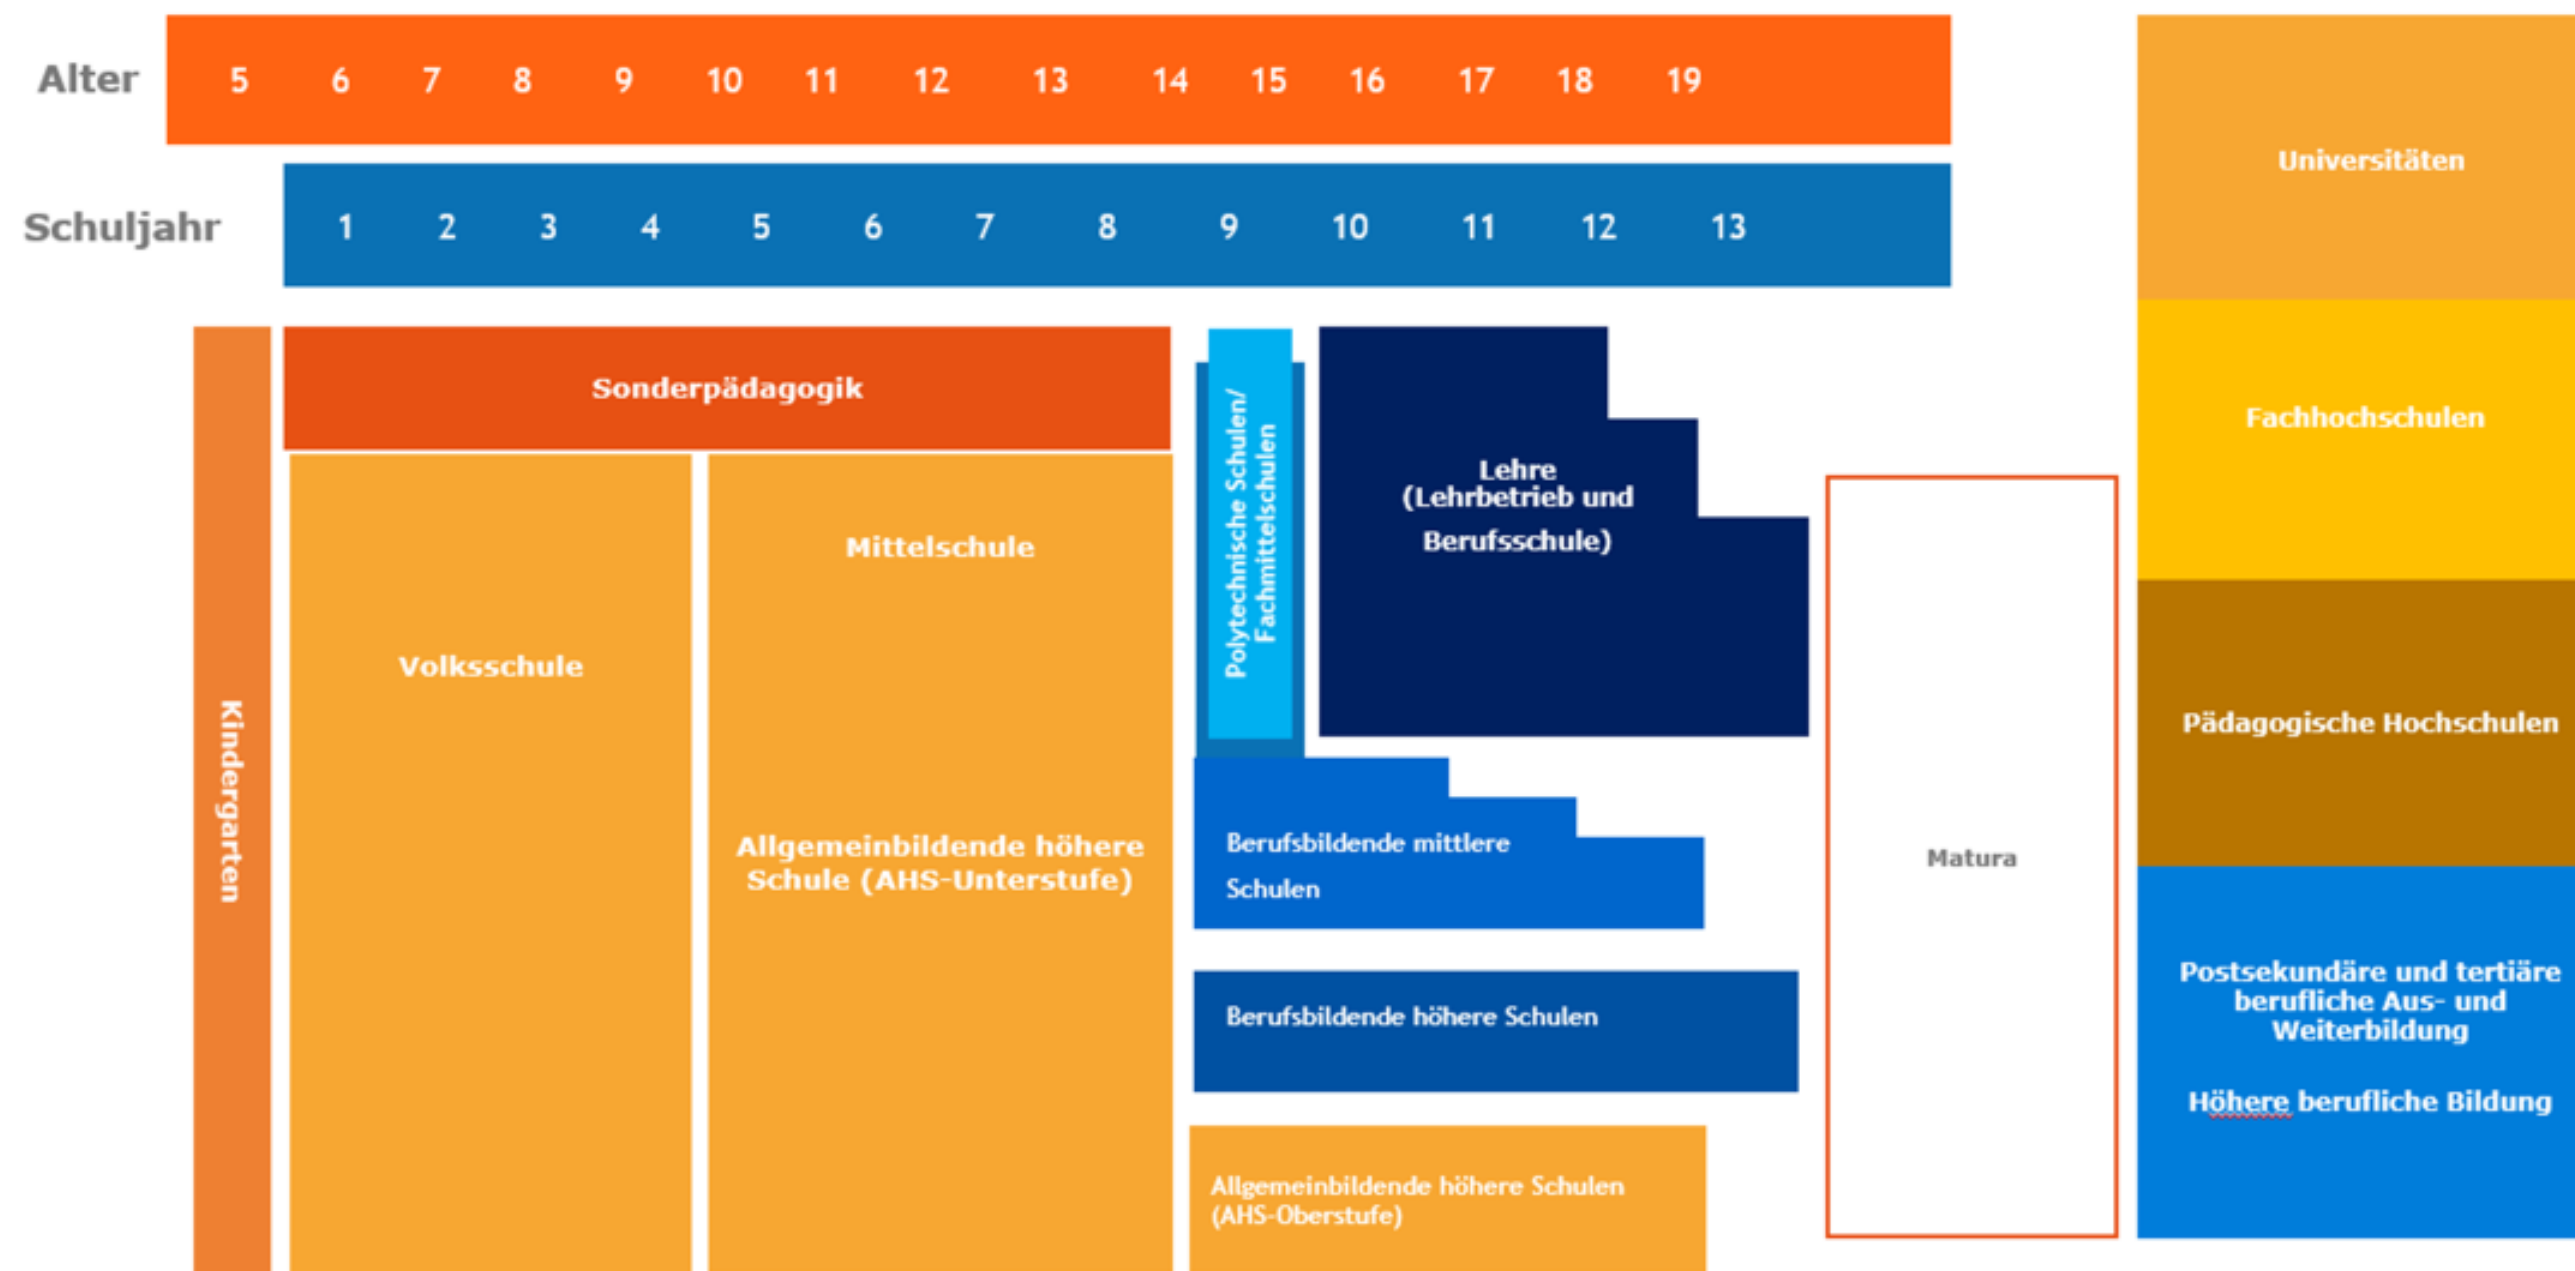 Alter 5 6 7 8 9 10 11 12 13 14 15 16 17 18 19
Schuljahr 1 2 3 4 5 6 7 8 9 10 11 12 13
Kindergarten
Sonderpädagogik
Volksschule
Mittelschule
Allgemeinbildende höhere
Schule (AHS-Unterstufe)
Polytechnische Schulen/
Fachmittelschulen
Lehre
(Lehrbetrieb und
Berufsschule)
Berufsbildende mittlere
Schulen
Berufsbildende höhere Schulen
Allgemeinbildende höhere Schulen
(AHS-Oberstufe)
Matura
Universitäten
Fachhochschulen
Pädagogische Hochschulen
Postsekundäre und tertiäre
berufliche Aus- und
Weiterbildung
Höhere berufliche Bildung